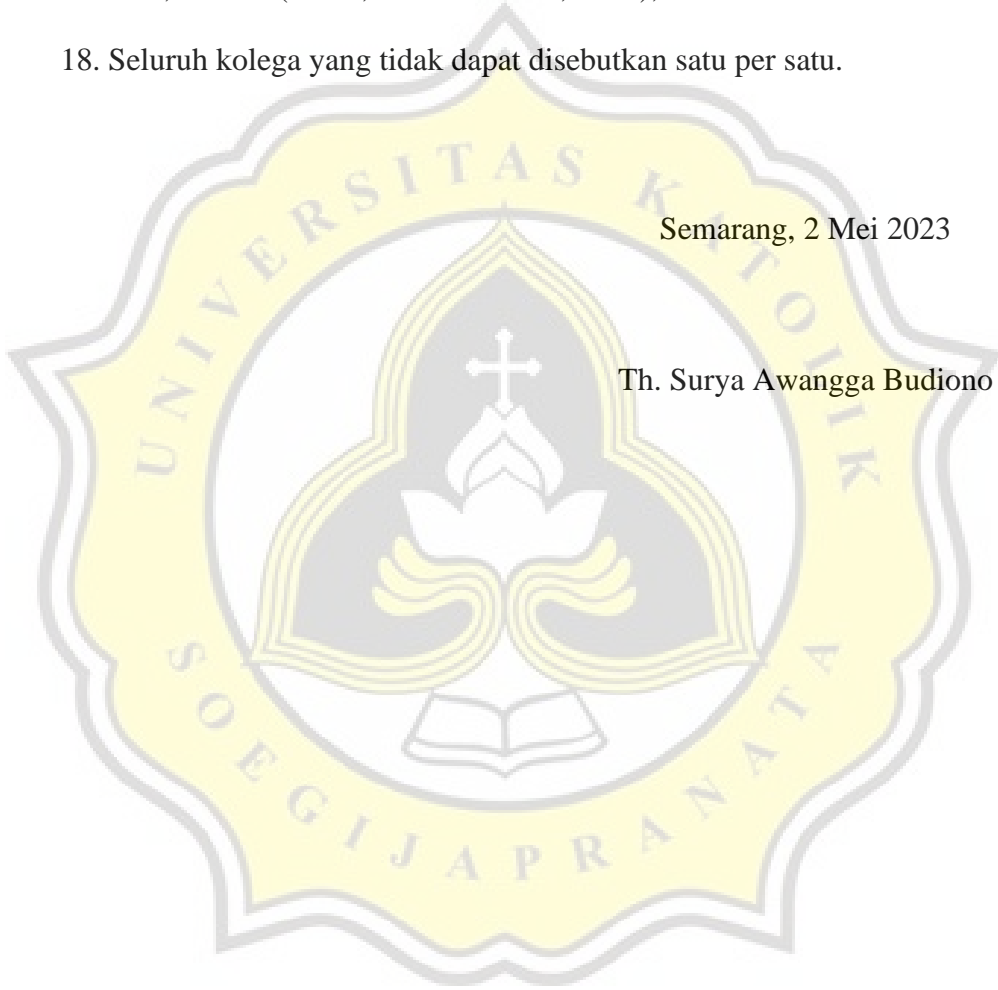 18. Seluruh kolega yang tidak dapat disebutkan satu per satu.
UNIVERSITAS KATOLIK
Semarang, 2 Mei 2023
Th. Surya Awangga Budiono
SOEGIJAPRANATA